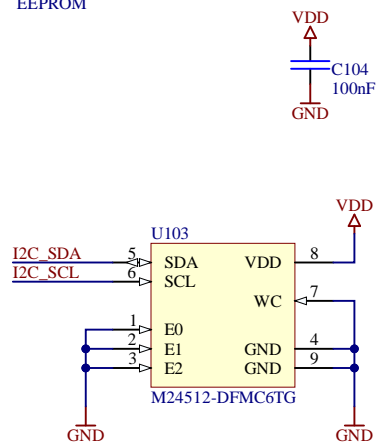 EEPROM
VDD
C104
100nF
GND
VDD
U103
I2C_SDA 5 SDA VDD 8
I2C_SCL 6 SCL
WC 7
1 E0
2 E1 GND 4
3 E2 GND 9
M24512-DFMC6TG
GND GND